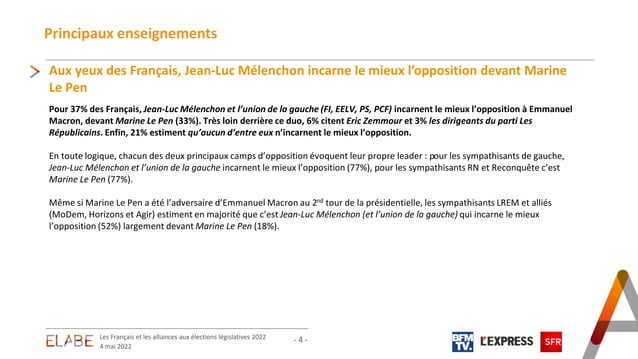 Principaux enseignements
Aux yeux des Français, Jean-Luc Mélenchon incarne le mieux l’opposition devant Marine
Le Pen
Pour 37% des Français, Jean-Luc Mélenchon et l’union de la gauche (FI, EELV, PS, PCF) incarnent le mieux l’opposition à Emmanuel
Macron, devant Marine Le Pen (33%). Très loin derrière ce duo, 6% citent Eric Zemmour et 3% les dirigeants du parti Les
Républicains. Enfin, 21% estiment qu’aucun d’entre eux n’incarnent le mieux l’opposition.
En toute logique, chacun des deux principaux camps d’opposition évoquent leur propre leader : pour les sympathisants de gauche,
Jean-Luc Mélenchon et l’union de la gauche incarnent le mieux l’opposition (77%), pour les sympathisants RN et Reconquête c’est
Marine Le Pen (77%).
Même si Marine Le Pen a été l’adversaire d’Emmanuel Macron au 2nd tour de la présidentielle, les sympathisants LREM et alliés
(MoDem, Horizons et Agir) estiment en majorité que c’est Jean-Luc Mélenchon (et l’union de la gauche) qui incarne le mieux
l’opposition (52%) largement devant Marine Le Pen (18%).
ELABE
Les Français et les alliances aux élections législatives 2022
4 mai 2022
- 4 -
BFM
TV.
L'EXPRESS
SFR